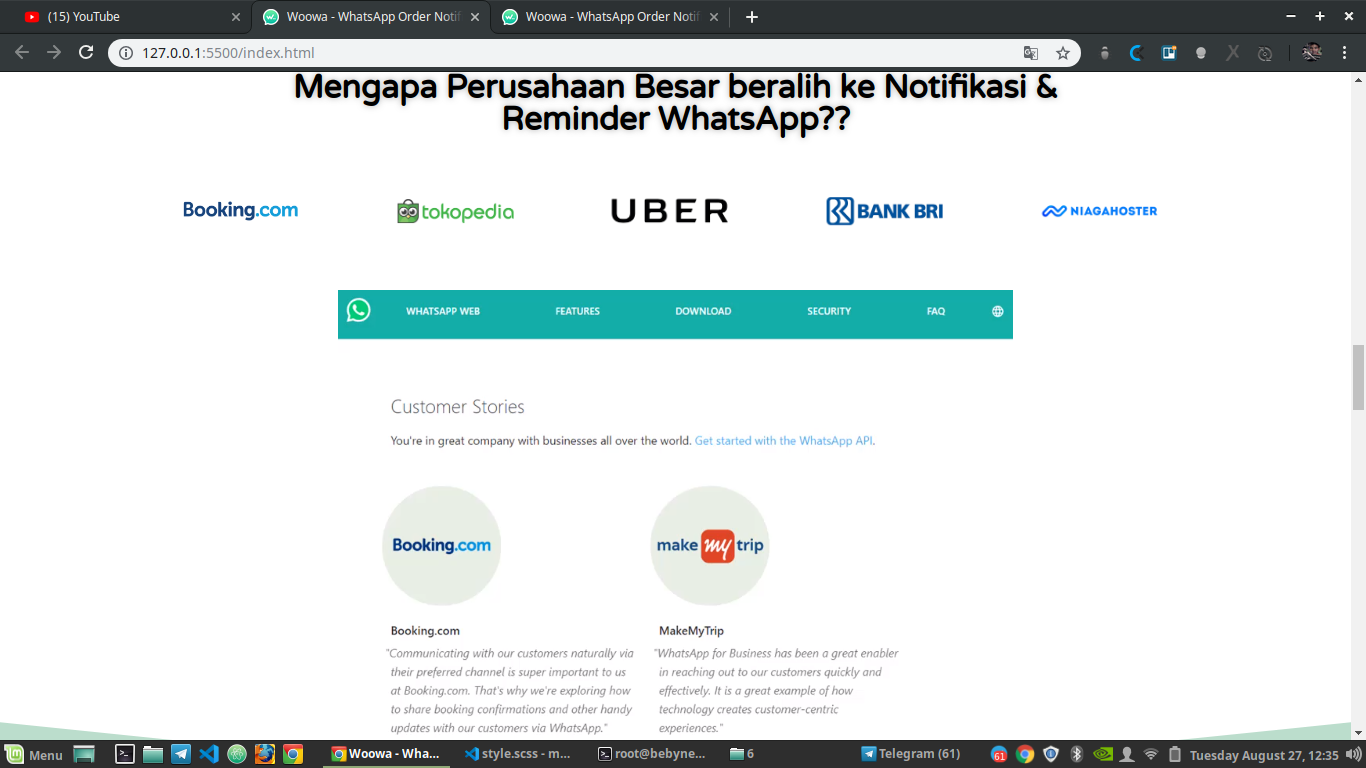 (15) YouTube
Woowa - WhatsApp Order Notif
Woowa - WhatsApp Order Notif
127.0.0.1:5500/index.html
Mengapa Perusahaan Besar beralih ke Notifikasi &
Reminder WhatsApp??
Booking.com
tokopedia
UBER
BANK BRI
NIAGAHOSTER
WHATSAPP WEB
FEATURES
DOWNLOAD
SECURITY
FAQ
Customer Stories
You're in great company with businesses all over the world. Get started with the WhatsApp API.
Booking.com
make my trip
Booking.com
"Communicating with our customers naturally via
their preferred channel is super important to us
at Booking.com. That's why we're exploring how
to share booking confirmations and other handy
updates with our customers via WhatsApp."
MakeMyTrip
"WhatsApp for Business has been a great enabler
in reaching out to our customers quickly and
effectively. It is a great example of how
technology creates customer-centric
experiences."
Menu
Woowa - Wha...
style.scss - m...
root@bebyne...
6
Telegram (61)
61
Tuesday August 27, 12:35